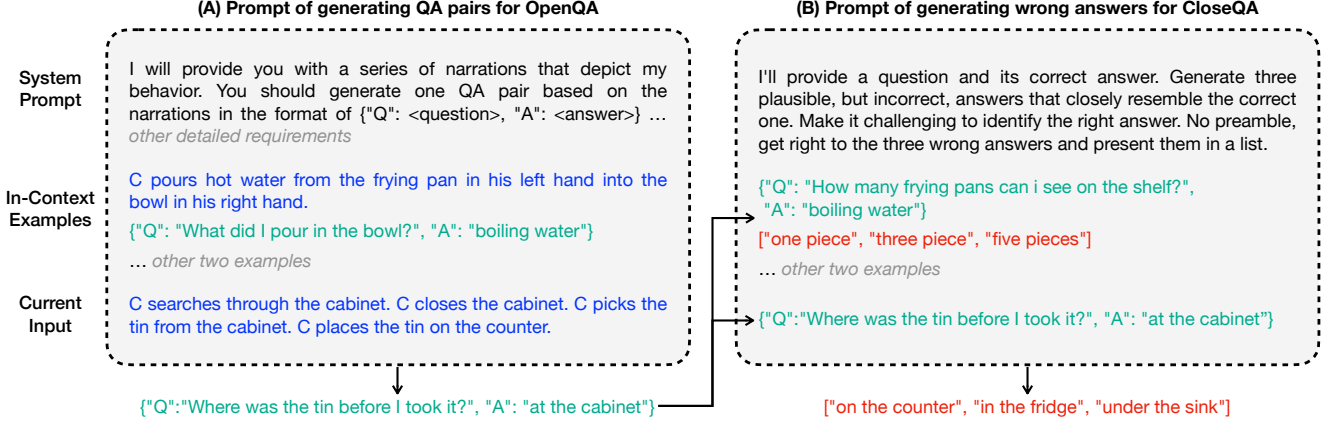 (A) Prompt of generating QA pairs for OpenQA
System
Prompt
I will provide you with a series of narrations that depict my
behavior. You should generate one QA pair based on the
narrations in the format of {"Q": <question>, "A": <answer>} ...
other detailed requirements
In-Context
Examples
C pours hot water from the frying pan in his left hand into the
bowl in his right hand.
{"Q": "What did I pour in the bowl?", "A": "boiling water"}
... other two examples
Current
Input
C searches through the cabinet. C closes the cabinet. C picks the
tin from the cabinet. C places the tin on the counter.
{"Q":"Where was the tin before I took it?", "A": "at the cabinet"}
(B) Prompt of generating wrong answers for CloseQA
I'll provide a question and its correct answer. Generate three
plausible, but incorrect, answers that closely resemble the correct
one. Make it challenging to identify the right answer. No preamble,
get right to the three wrong answers and present them in a list.
{"Q": "How many frying pans can i see on the shelf?",
"A": "boiling water"}
["one piece", "three piece", "five pieces"]
... other two examples
{"Q":"Where was the tin before I took it?", "A": "at the cabinet”}
["on the counter", "in the fridge", "under the sink"]